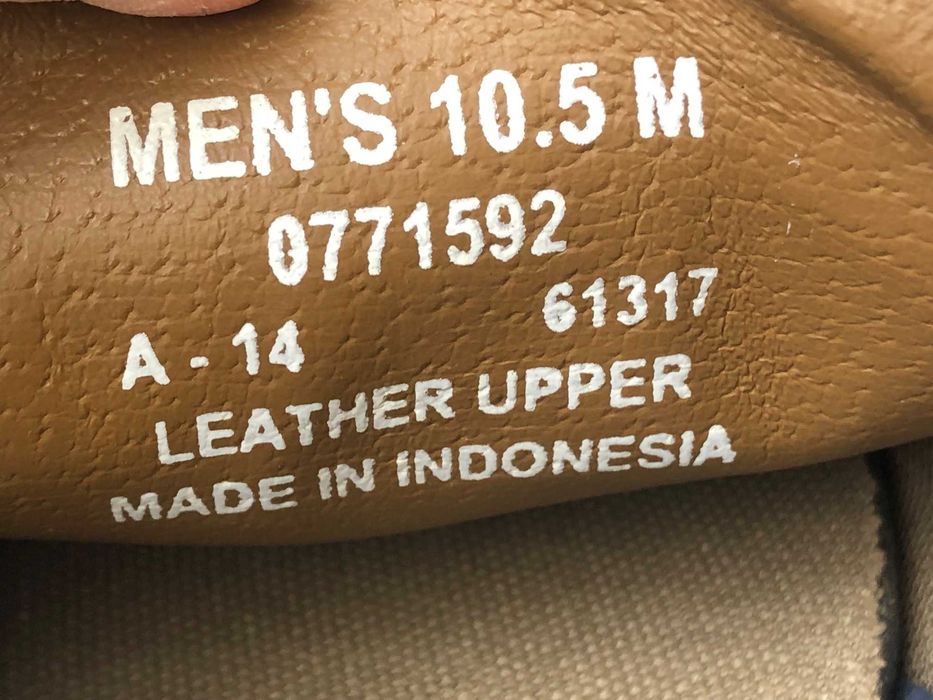 MEN'S 10.5 M
0771592
A - 14 61317
LEATHER UPPER
MADE IN INDONESIA